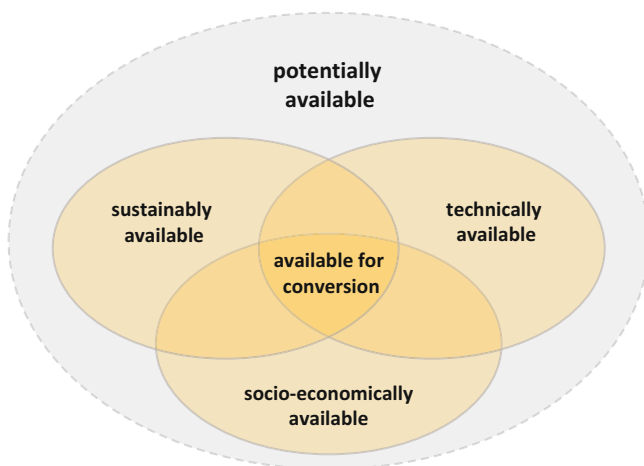 potentially
available
sustainably
available
technically
available
available for
conversion
socio-economically
available